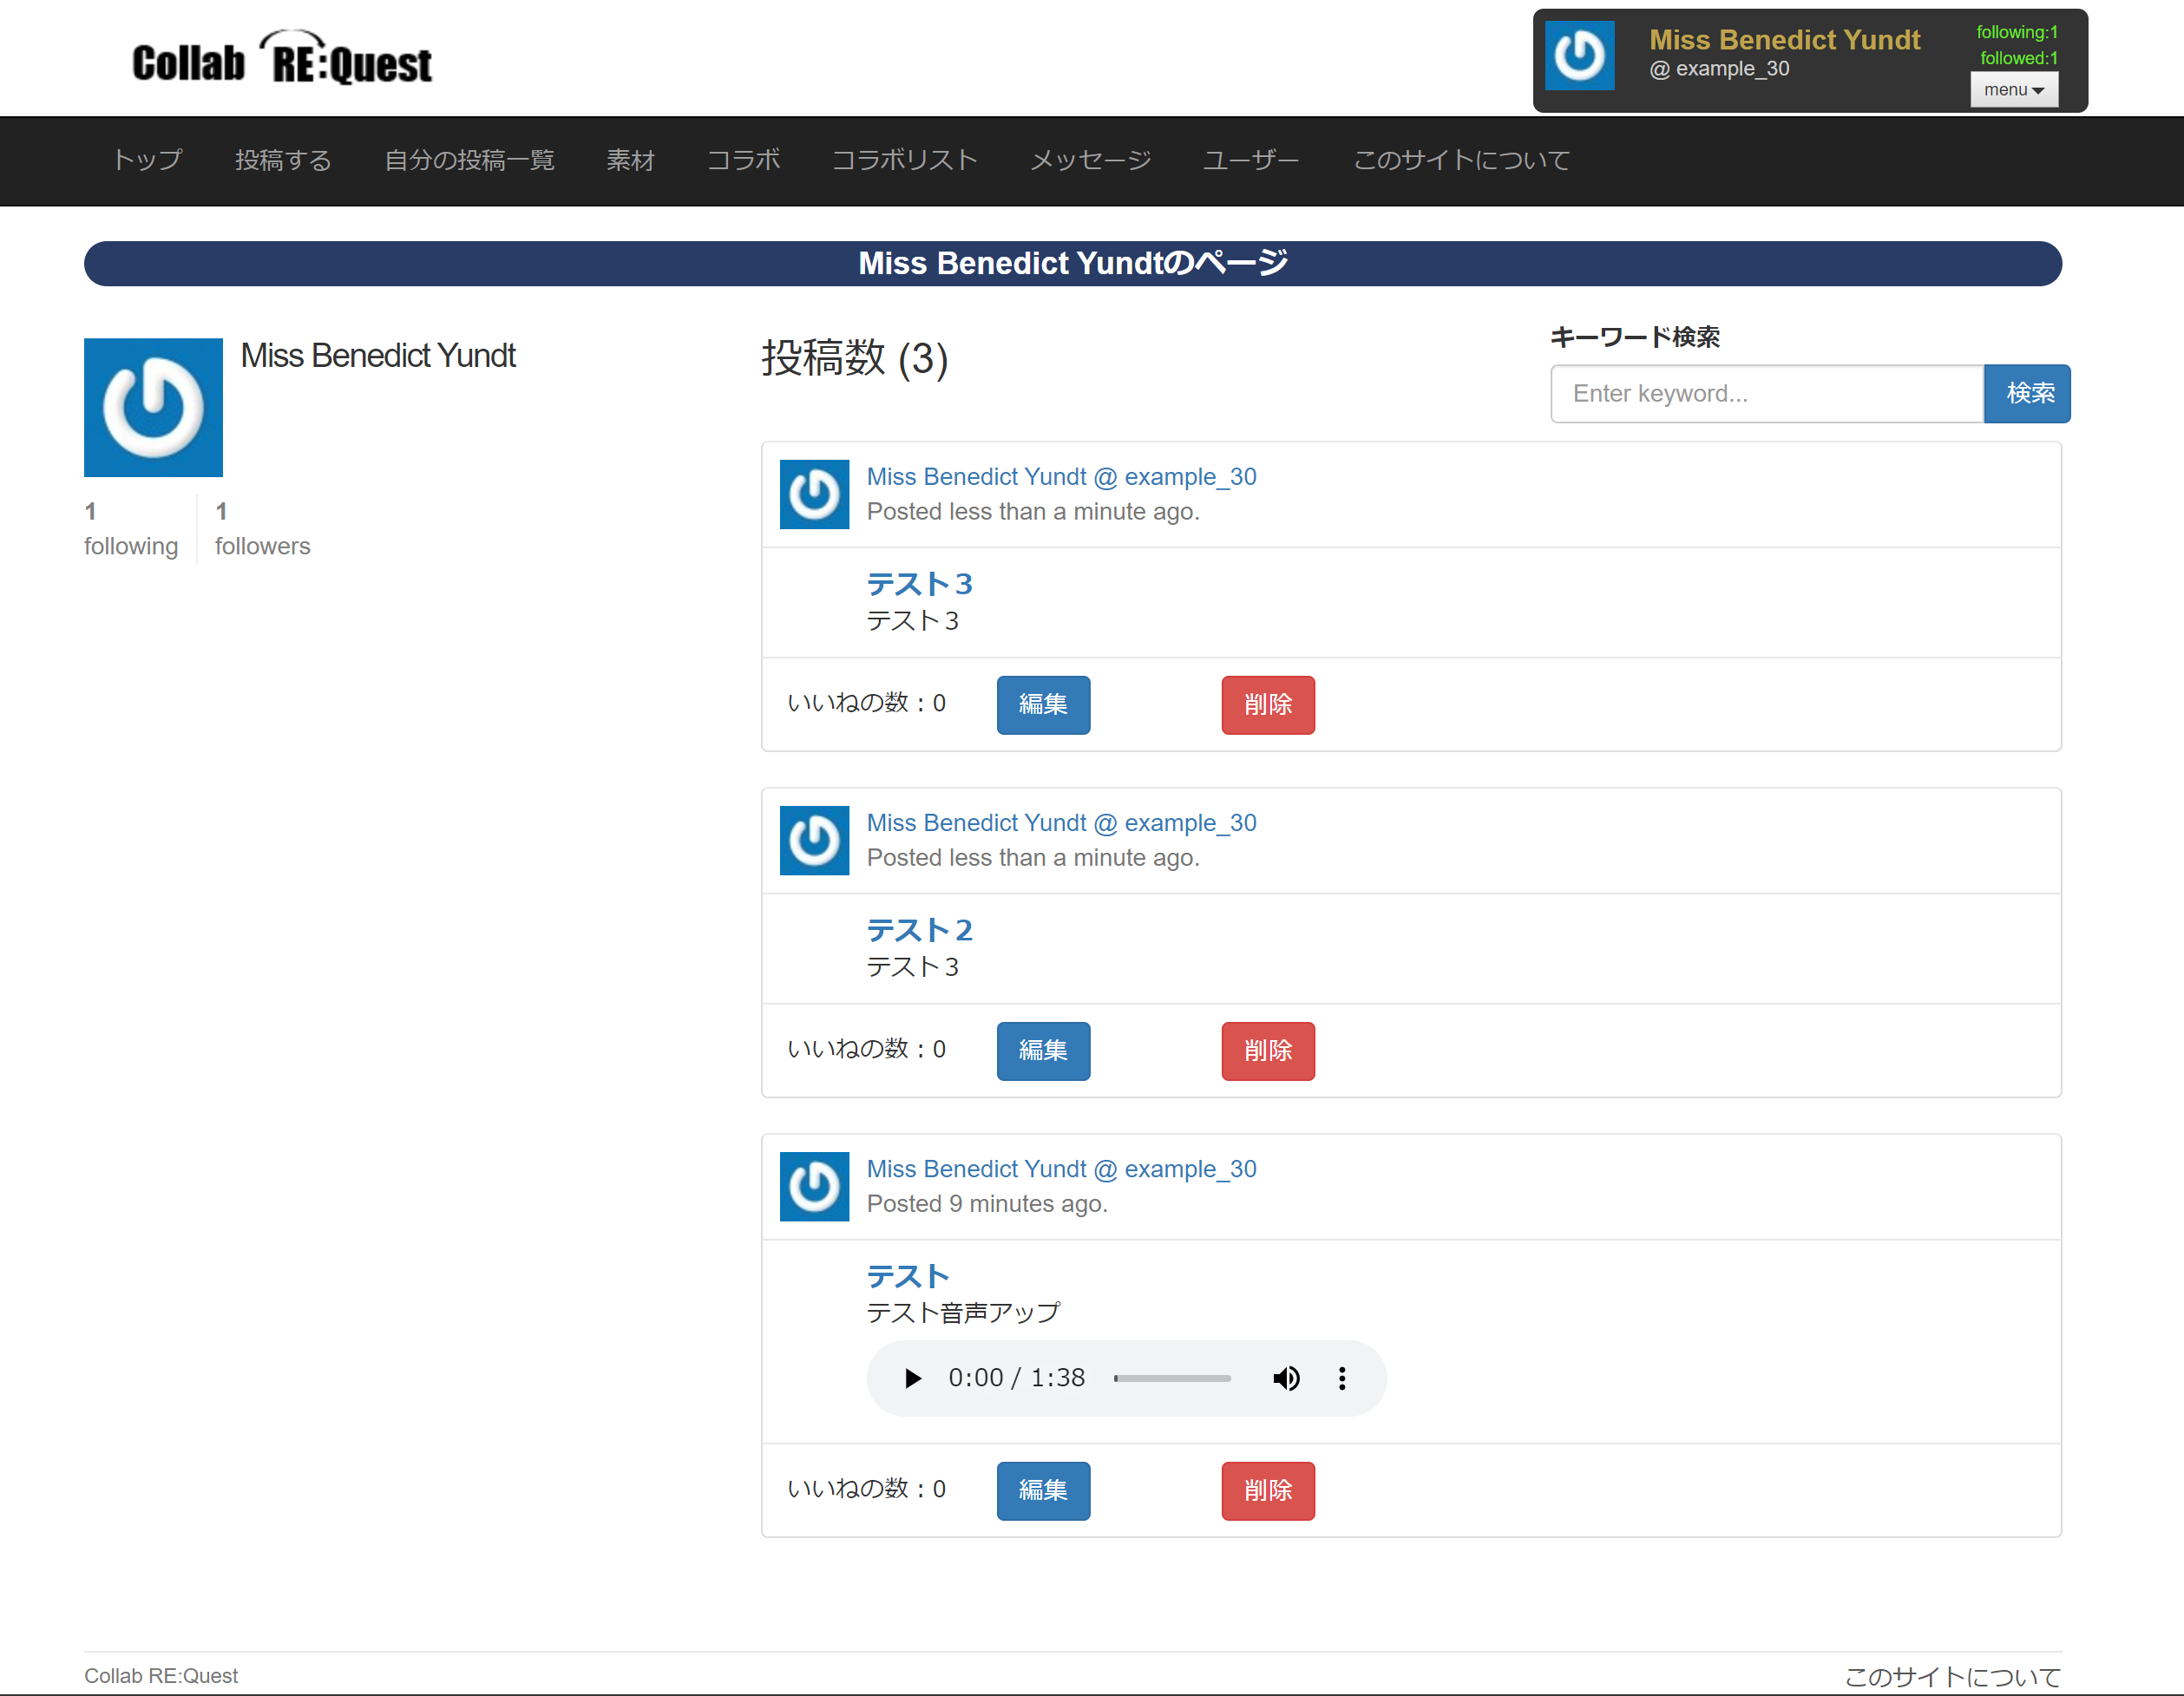 Collab RE:Quest
Miss Benedict Yundt
@ example_30
following:1
followed:1
menu
トップ 投稿する 自分の投稿一覧 素材 コラボ コラボリスト メッセージ ユーザー このサイトについて
Miss Benedict Yundtのページ
Miss Benedict Yundt
1 following
1 followers
投稿数 (3)
キーワード検索
Enter keyword... 検索
Miss Benedict Yundt @ example_30
Posted less than a minute ago.
テスト3
テスト3
いいねの数：0 編集 削除
Miss Benedict Yundt @ example_30
Posted less than a minute ago.
テスト2
テスト3
いいねの数：0 編集 削除
Miss Benedict Yundt @ example_30
Posted 9 minutes ago.
テスト
テスト音声アップ
0:00 / 1:38
いいねの数：0 編集 削除
Collab RE:Quest このサイトについて